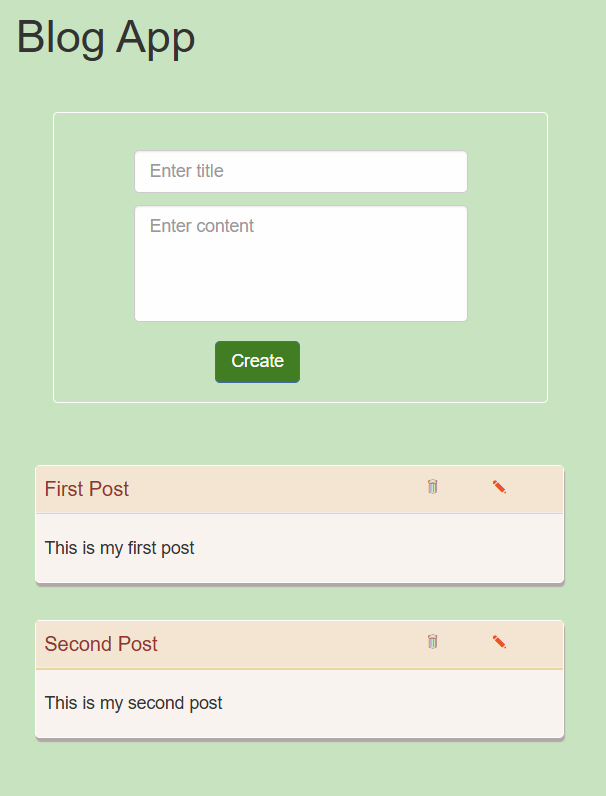 Blog App
Enter title
Enter content
Create
First Post
This is my first post
Second Post
This is my second post